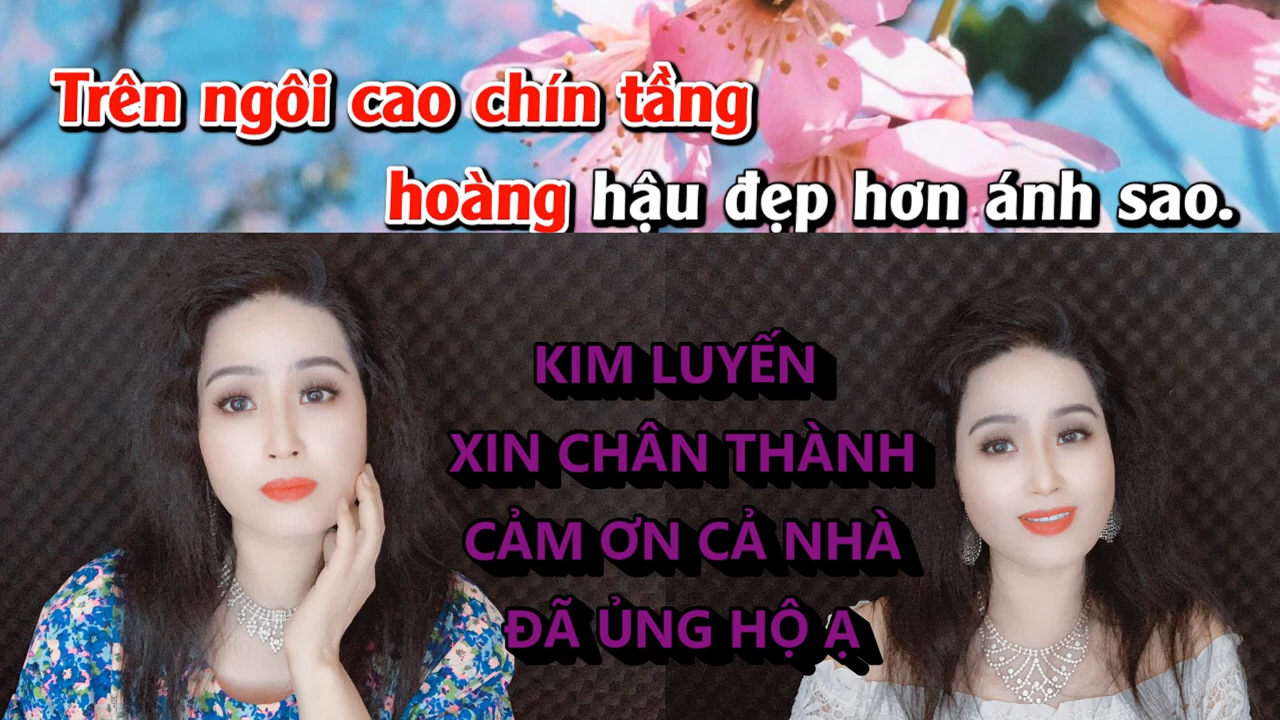 Trên ngôi cao chín tầng
hoàng hậu đẹp hơn ánh sao.
KIM LUYẾN
XIN CHÂN THÀNH
CẢM ƠN CẢ NHÀ
ĐÃ ỦNG HỘ Ạ